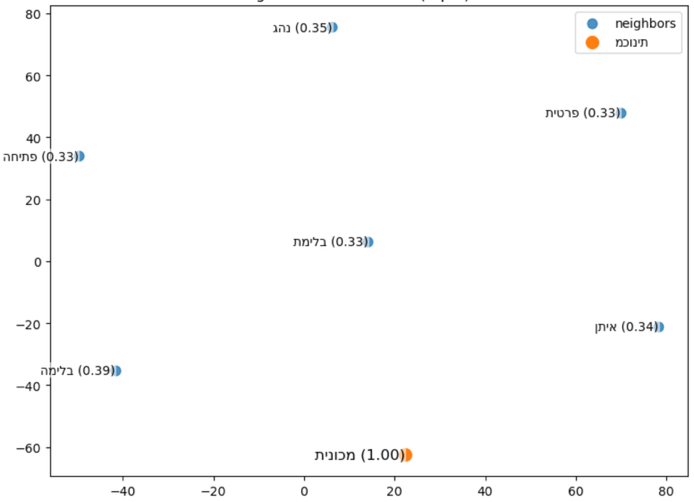 80
60
40
20
0
−20
−40
−60
−40
−20
0
20
40
60
80
neighbors
תינוכמ
(0.35) נהג
(0.33) פרטית
(0.33) פתיחה
(0.33) בלימת
(0.34) איתן
(0.39) בלימה
(1.00) מכונית